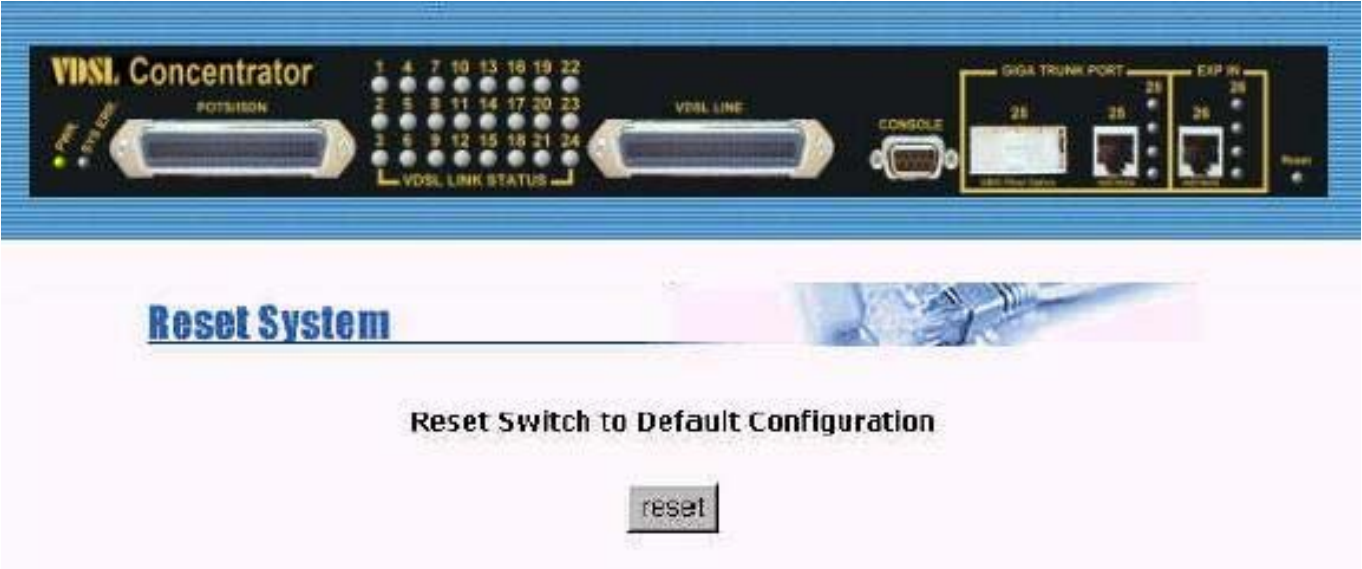 VDSL Concentrator
POTS/ISDN
PWR.
SYS ERR.
1 4 7 10 13 16 19 22
2 5 8 11 14 17 20 23
3 6 9 12 15 18 21 24
VDSL LINK STATUS
VDSL LINE
CONSOLE
GIGA TRUNK PORT
EXP IN
25
26
25
25
26
Reset
Reset System
Reset Switch to Default Configuration
reset